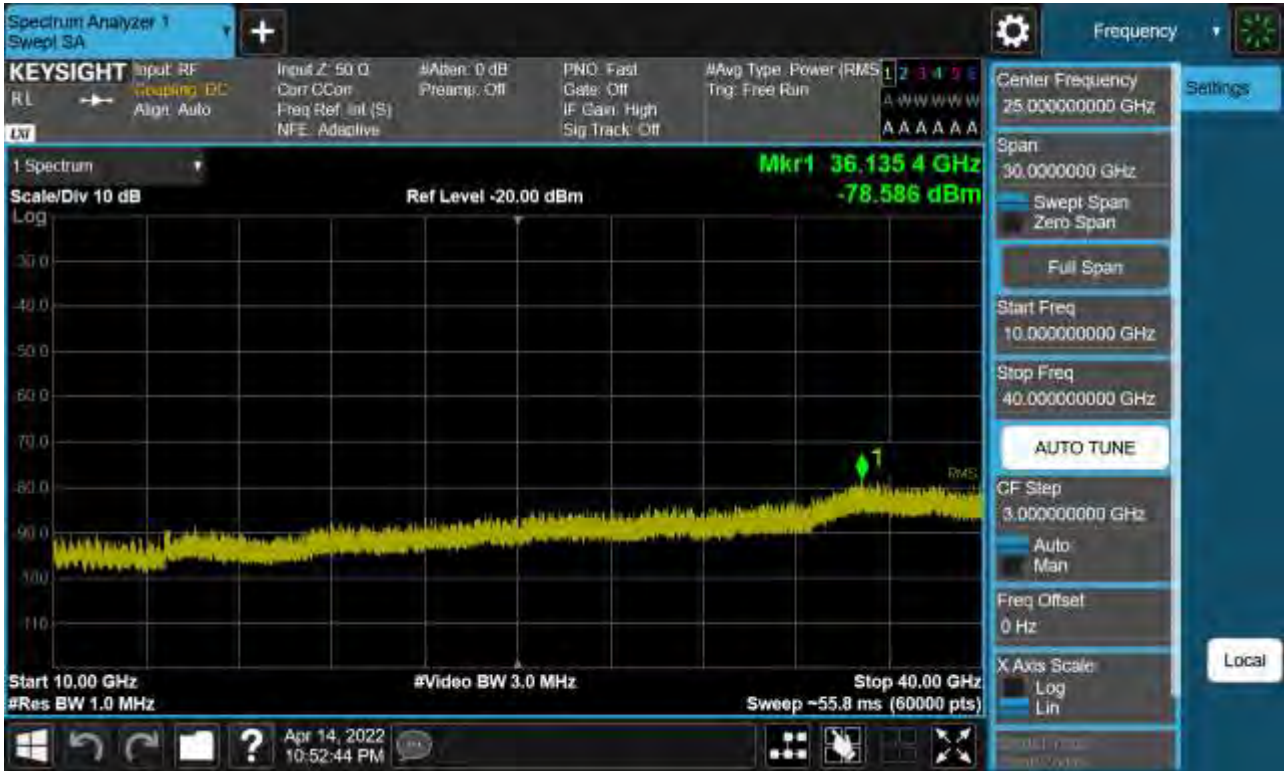 Spectrum Analyzer 1
Swept SA
+
Frequency
KEYSIGHT
RL
LXI
Input: RF
Coupling: DC
Align: Auto
Input Z: 50 Ω
Corr CCorr
Freq Ref: Int (S)
NFE: Adaptive
#Atten: 0 dB
Preamp: Off
PNO: Fast
Gate: Off
IF Gain: High
Sig Track: Off
#Avg Type: Power (RMS
Trig: Free Run
1 2 3 4 5 6
A W W W W W
A A A A A A
1 Spectrum
Scale/Div 10 dB
Ref Level -20.00 dBm
Mkr1 36.135 4 GHz
-78.586 dBm
Log
-30.0
-40.0
-50.0
-60.0
-70.0
-80.0
-90.0
-100
-110
1
RMS
Start 10.00 GHz
#Res BW 1.0 MHz
#Video BW 3.0 MHz
Stop 40.00 GHz
Sweep ~55.8 ms (60000 pts)
Center Frequency
25.000000000 GHz
Span
30.0000000 GHz
Swept Span
Zero Span
Full Span
Start Freq
10.000000000 GHz
Stop Freq
40.000000000 GHz
AUTO TUNE
CF Step
3.000000000 GHz
Auto
Man
Freq Offset
0 Hz
X Axis Scale
Log
Lin
Settings
Local
?
Apr 14, 2022
10:52:44 PM